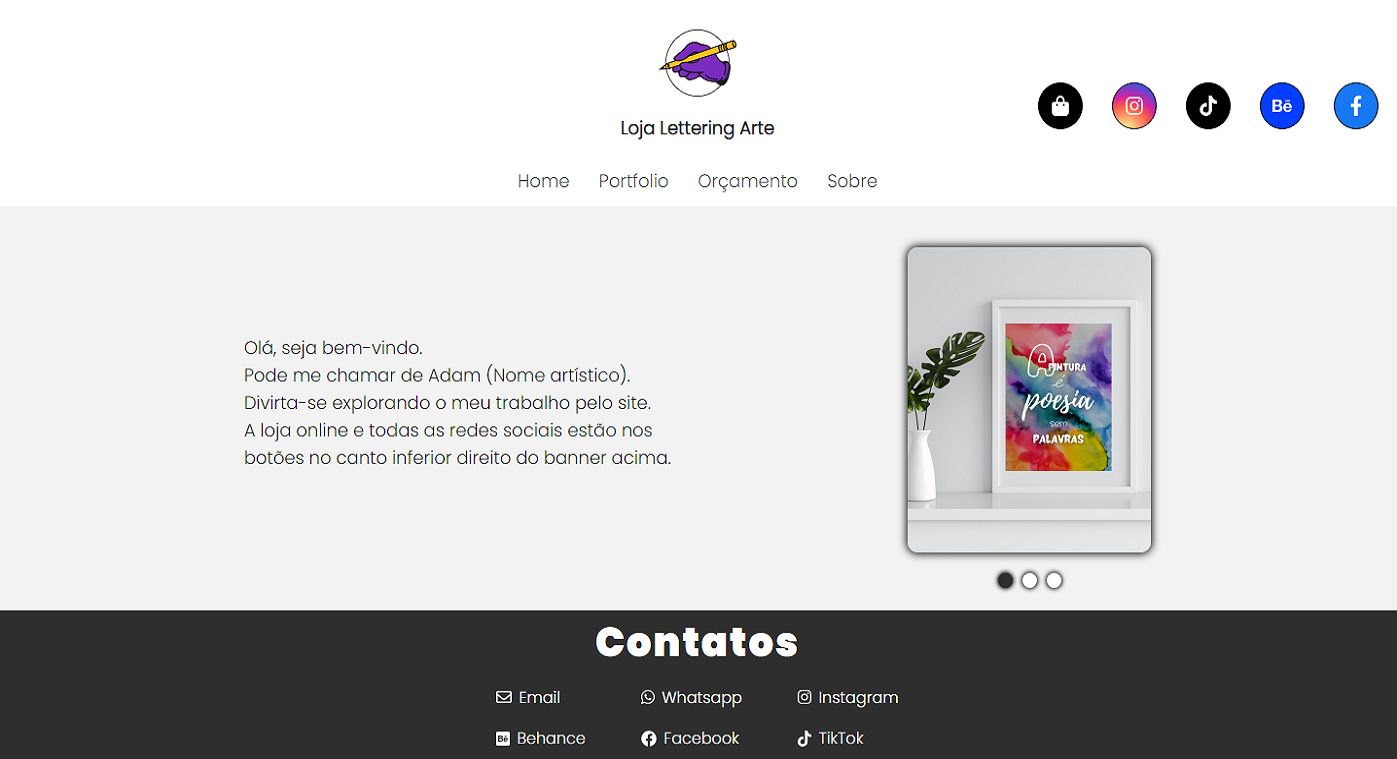 Loja Lettering Arte
Bē
Home Portfolio Orçamento Sobre
Olá, seja bem-vindo.
Pode me chamar de Adam (Nome artístico).
Divirta-se explorando o meu trabalho pelo site.
A loja online e todas as redes sociais estão nos
botões no canto inferior direito do banner acima.
A PINTURA
é
poesia
sem
PALAVRAS
Contatos
Email Whatsapp Instagram
Bē Behance Facebook TikTok